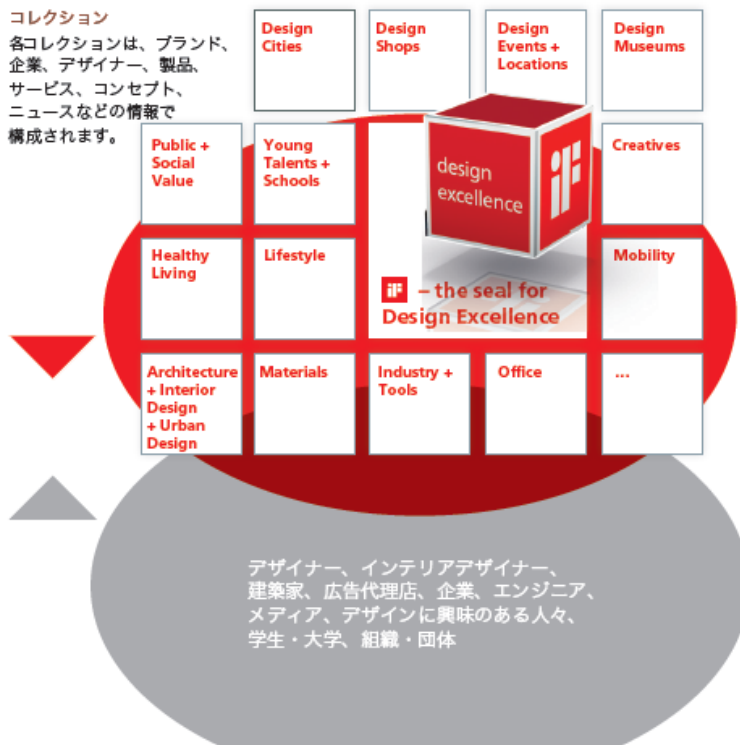 コレクション
各コレクションは、ブランド、
企業、デザイナー、製品、
サービス、コンセプト、
ニュースなどの情報で
構成されます。
Design
Cities
Design
Shops
Design
Events +
Locations
Design
Museums
Public +
Social
Value
Young
Talents +
Schools
design
excellence
iF
Creatives
Healthy
Living
Lifestyle
iF – the seal for
Design Excellence
Mobility
Architecture
+ Interior
Design
+ Urban
Design
Materials
Industry +
Tools
Office
...
デザイナー、インテリアデザイナー、
建築家、広告代理店、企業、エンジニア、
メディア、デザインに興味のある人々、
学生・大学、組織・団体